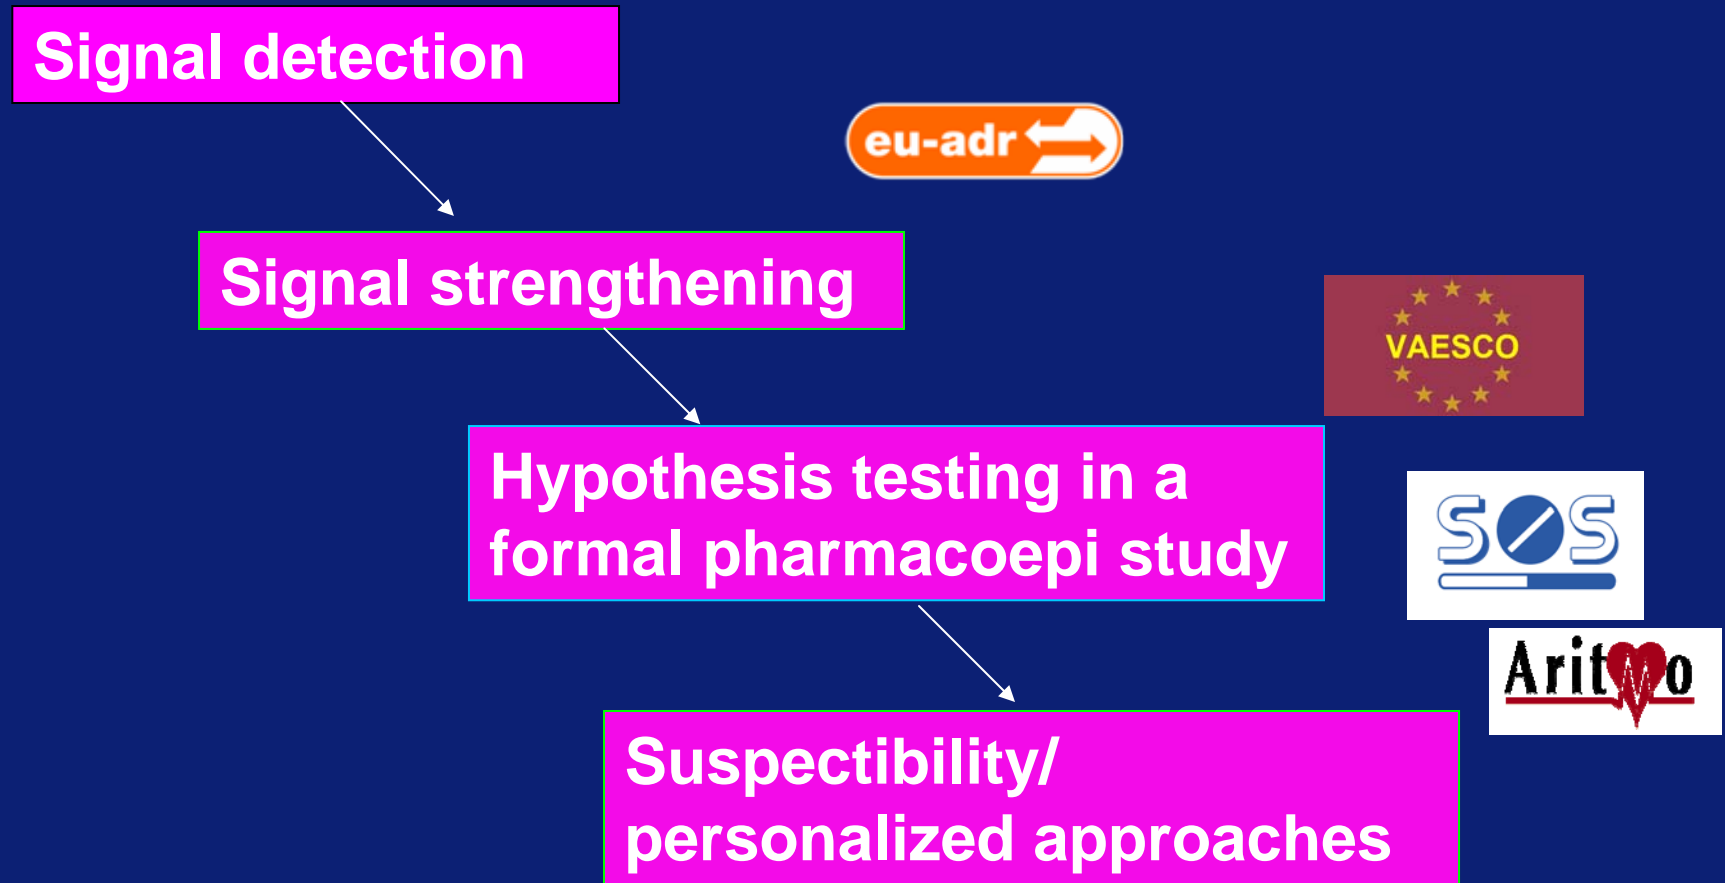 Signal detection
eu-adr
Signal strengthening
VAESCO
Hypothesis testing in a
formal pharmacoepi study
SOS
Aritmo
Suspectibility/
personalized approaches